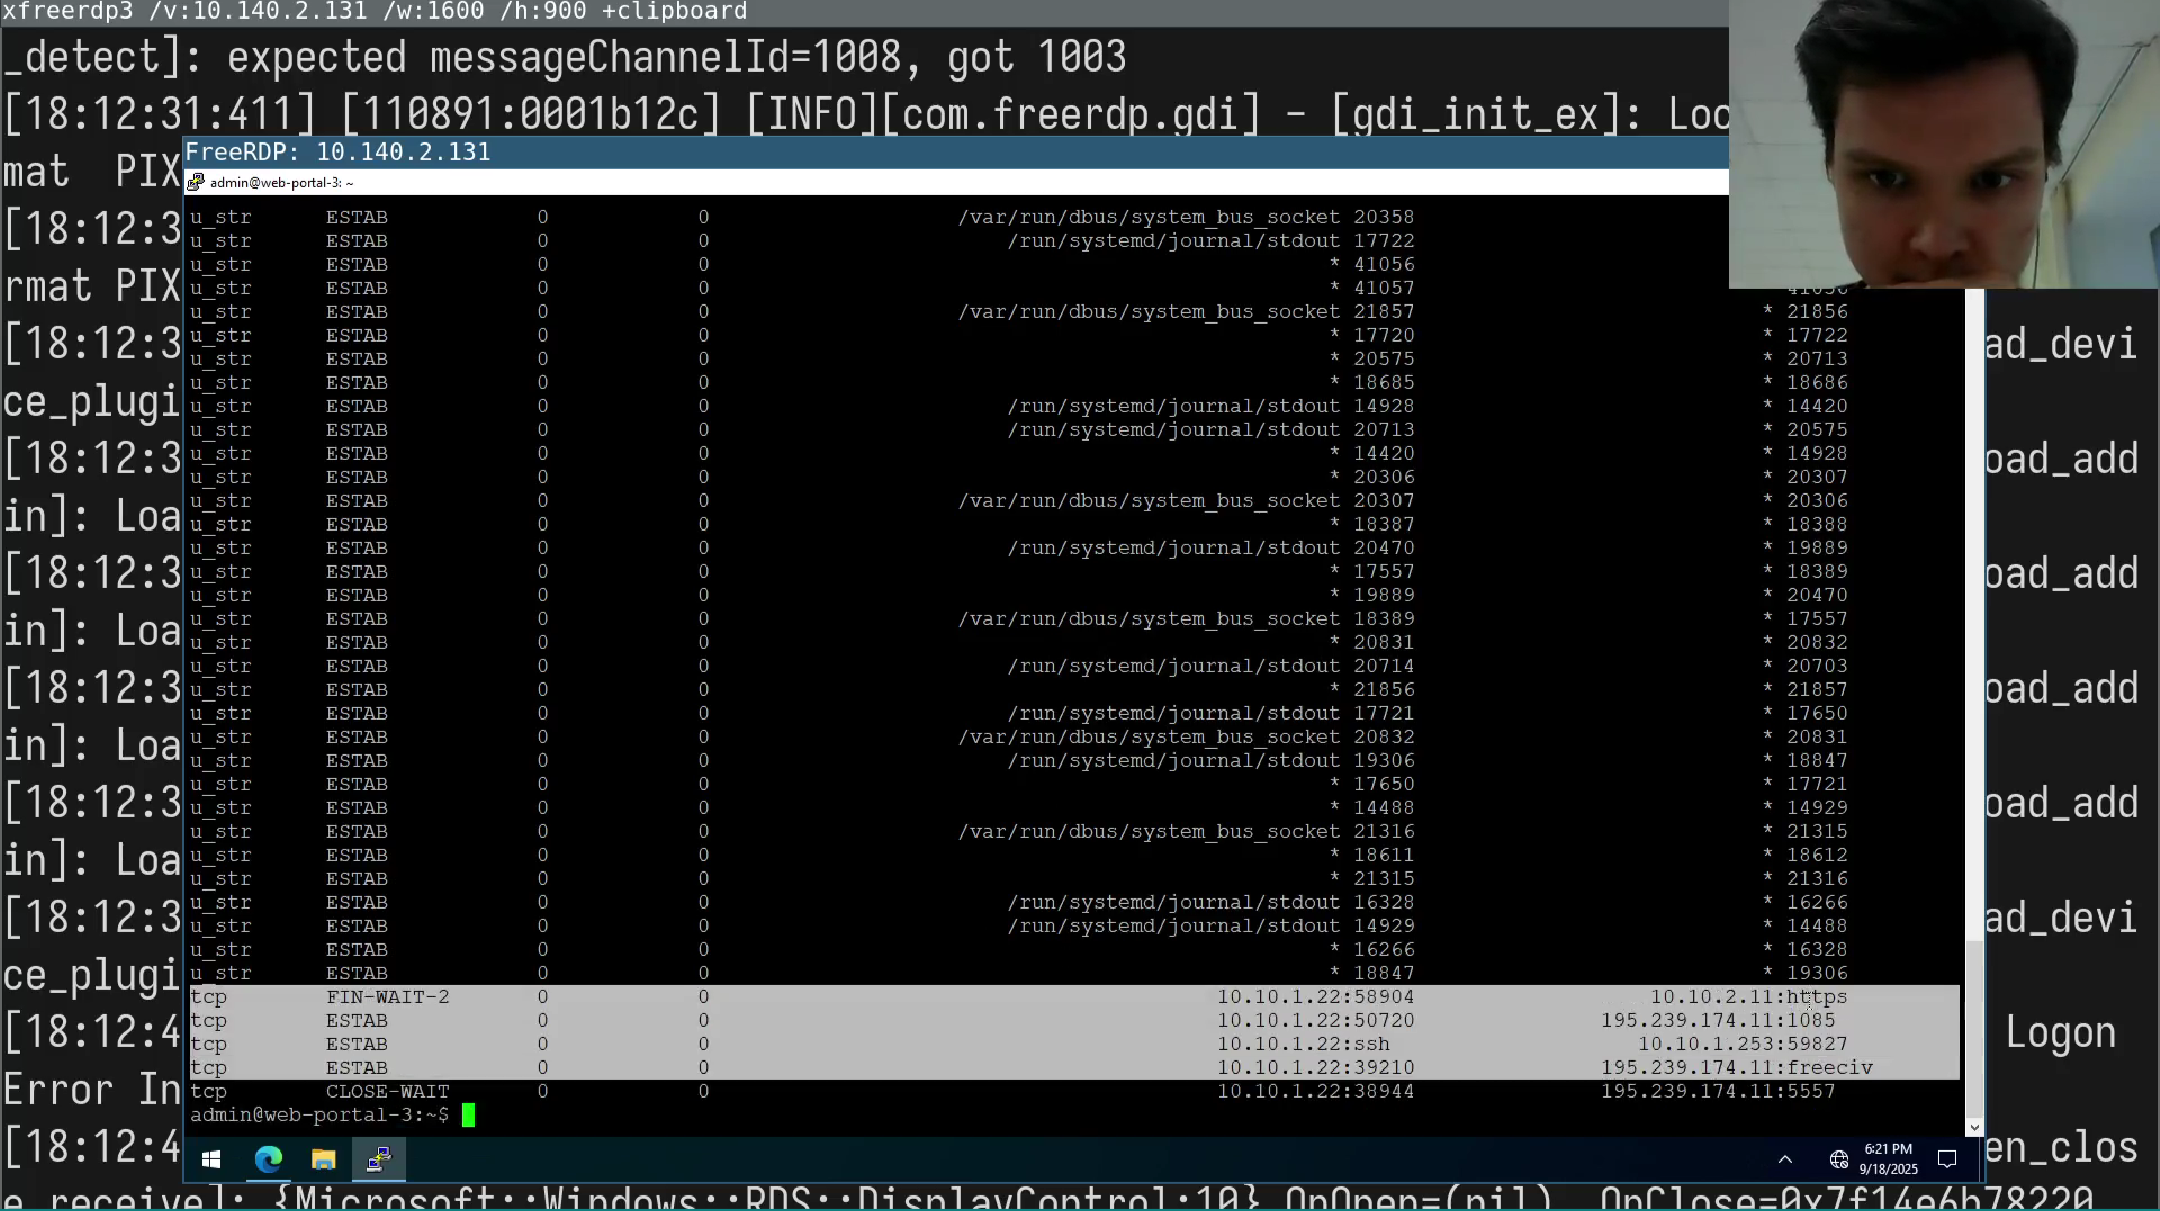 xfreerdp3 /v:10.140.2.131 /w:1600 /h:900 +clipboard
_detect]: expected messageChannelId=1008, got 1003
[18:12:31:411] [110891:0001b12c] [INFO][com.freerdp.gdi] - [gdi_init_ex]: Loc
mat PIX
[18:12:3
rmat PIX
[18:12:3 ad_devi
ce_plugi
[18:12:3 oad_add
in]: Loa
[18:12:3 oad_add
in]: Loa
[18:12:3 oad_add
in]: Loa
[18:12:3 oad_add
in]: Loa
[18:12:3 ad_devi
ce_plugi
[18:12:4 Logon
Error In
[18:12:4 en_clos
e_receive]: {Microsoft::Windows::RDS::DisplayControl:10} OnOpen=(nil), OnClose=0x7f14e6b78220
FreeRDP: 10.140.2.131
admin@web-portal-3: ~
u_str ESTAB 0 0 /var/run/dbus/system_bus_socket 20358
u_str ESTAB 0 0 /run/systemd/journal/stdout 17722
u_str ESTAB 0 0 * 41056
u_str ESTAB 0 0 * 41057
u_str ESTAB 0 0 /var/run/dbus/system_bus_socket 21857 * 21856
u_str ESTAB 0 0 * 17720 * 17722
u_str ESTAB 0 0 * 20575 * 20713
u_str ESTAB 0 0 * 18685 * 18686
u_str ESTAB 0 0 /run/systemd/journal/stdout 14928 * 14420
u_str ESTAB 0 0 /run/systemd/journal/stdout 20713 * 20575
u_str ESTAB 0 0 * 14420 * 14928
u_str ESTAB 0 0 * 20306 * 20307
u_str ESTAB 0 0 /var/run/dbus/system_bus_socket 20307 * 20306
u_str ESTAB 0 0 * 18387 * 18388
u_str ESTAB 0 0 /run/systemd/journal/stdout 20470 * 19889
u_str ESTAB 0 0 * 17557 * 18389
u_str ESTAB 0 0 * 19889 * 20470
u_str ESTAB 0 0 /var/run/dbus/system_bus_socket 18389 * 17557
u_str ESTAB 0 0 * 20831 * 20832
u_str ESTAB 0 0 /run/systemd/journal/stdout 20714 * 20703
u_str ESTAB 0 0 * 21856 * 21857
u_str ESTAB 0 0 /run/systemd/journal/stdout 17721 * 17650
u_str ESTAB 0 0 /var/run/dbus/system_bus_socket 20832 * 20831
u_str ESTAB 0 0 /run/systemd/journal/stdout 19306 * 18847
u_str ESTAB 0 0 * 17650 * 17721
u_str ESTAB 0 0 * 14488 * 14929
u_str ESTAB 0 0 /var/run/dbus/system_bus_socket 21316 * 21315
u_str ESTAB 0 0 * 18611 * 18612
u_str ESTAB 0 0 * 21315 * 21316
u_str ESTAB 0 0 /run/systemd/journal/stdout 16328 * 16266
u_str ESTAB 0 0 /run/systemd/journal/stdout 14929 * 14488
u_str ESTAB 0 0 * 16266 * 16328
u_str ESTAB 0 0 * 18847 * 19306
tcp FIN-WAIT-2 0 0 10.10.1.22:58904 10.10.2.11:https
tcp ESTAB 0 0 10.10.1.22:50720 195.239.174.11:1085
tcp ESTAB 0 0 10.10.1.22:ssh 10.10.1.253:59827
tcp ESTAB 0 0 10.10.1.22:39210 195.239.174.11:freeciv
tcp CLOSE-WAIT 0 0 10.10.1.22:38944 195.239.174.11:5557
admin@web-portal-3:~$
6:21 PM
9/18/2025